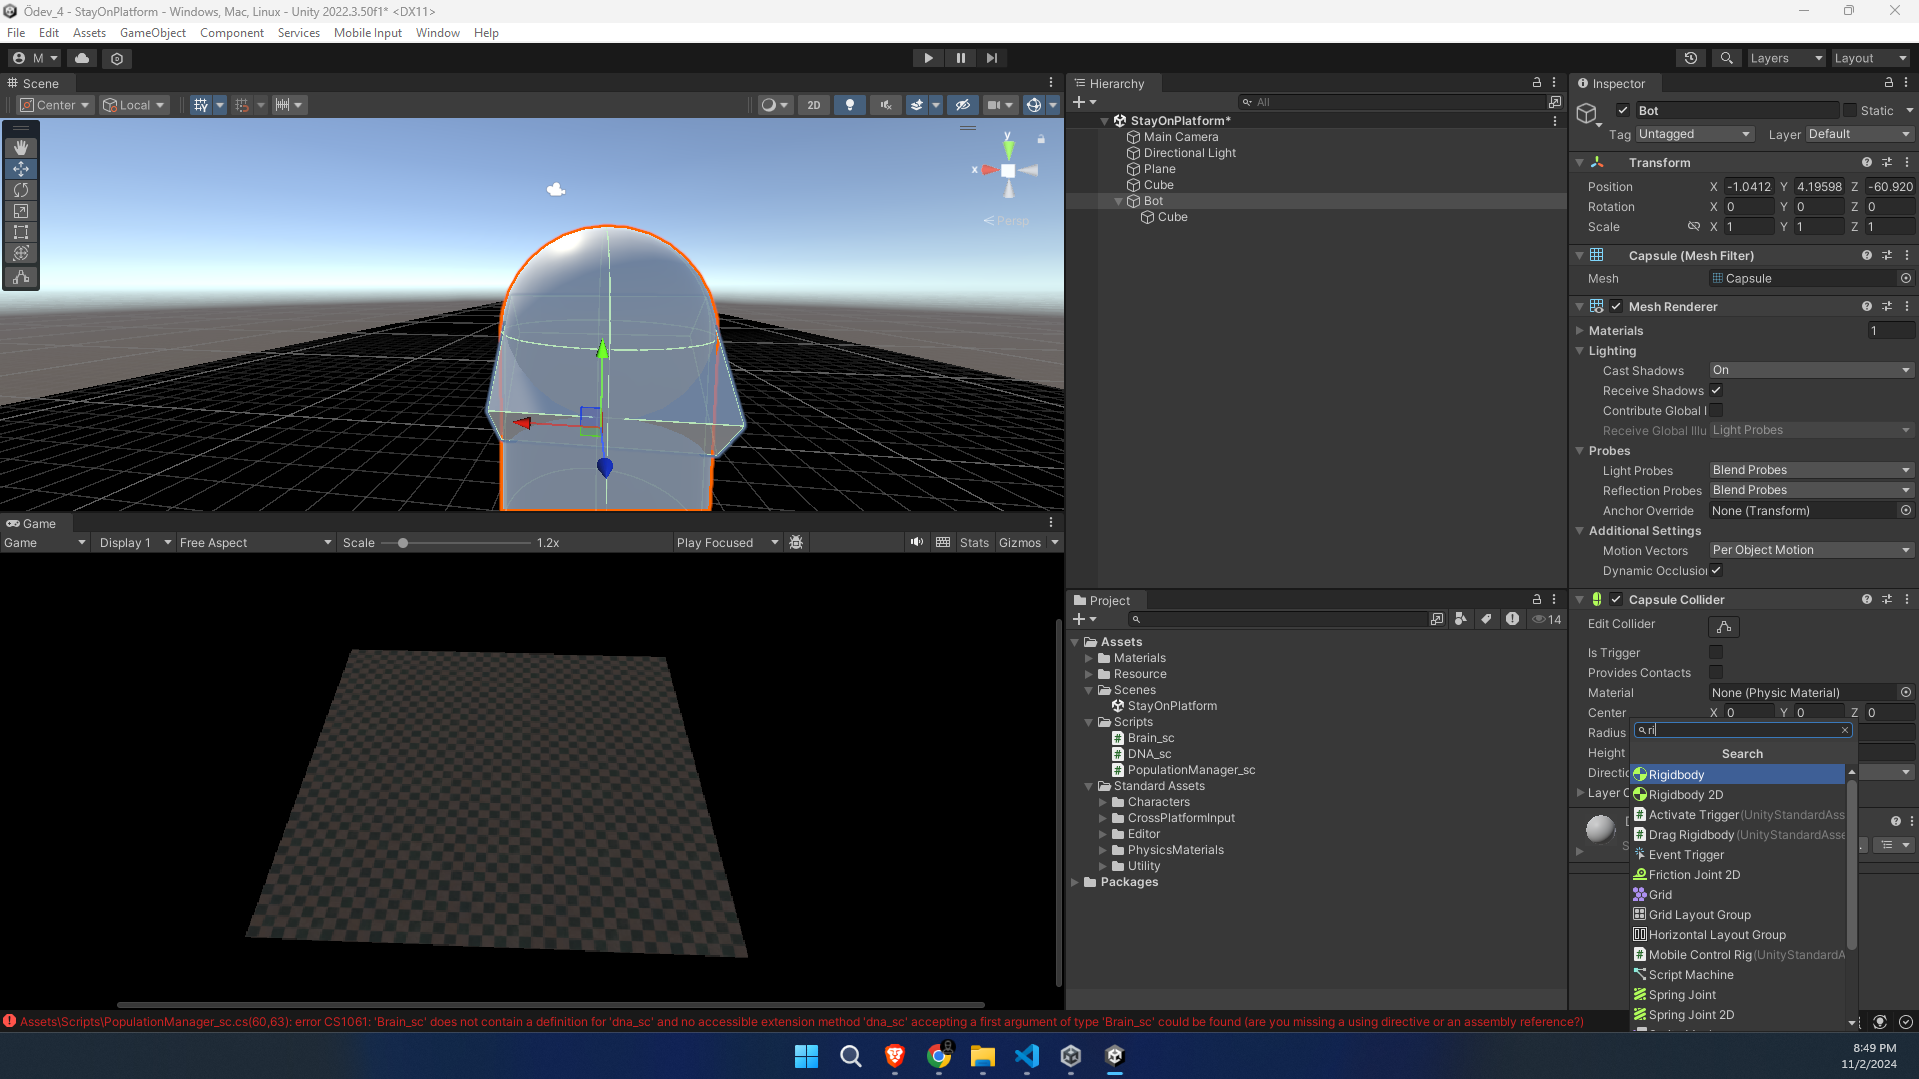 Ödev_4 - StayOnPlatform - Windows, Mac, Linux - Unity 2022.3.50f1* <DX11>
File Edit Assets GameObject Component Services Mobile Input Window Help
M
Layers Layout
Scene
Center Local 2D
y
x
Persp
Game
Game Display 1 Free Aspect Scale 1.2x Play Focused Stats Gizmos
Hierarchy
All
StayOnPlatform*
Main Camera
Directional Light
Plane
Cube
Bot
Cube
Project
14
Assets
Materials
Resource
Scenes
StayOnPlatform
Scripts
Brain_sc
DNA_sc
PopulationManager_sc
Standard Assets
Characters
CrossPlatformInput
Editor
PhysicsMaterials
Utility
Packages
Inspector
Bot Static
Tag Untagged Layer Default
Transform
Position X -1.0412 Y 4.19598 Z -60.920
Rotation X 0 Y 0 Z 0
Scale X 1 Y 1 Z 1
Capsule (Mesh Filter)
Mesh Capsule
Mesh Renderer
Materials 1
Lighting
Cast Shadows On
Receive Shadows
Contribute Global I
Receive Global Illu Light Probes
Probes
Light Probes Blend Probes
Reflection Probes Blend Probes
Anchor Override None (Transform)
Additional Settings
Motion Vectors Per Object Motion
Dynamic Occlusion
Capsule Collider
Edit Collider
Is Trigger
Provides Contacts
Material None (Physic Material)
Center X 0 Y 0 Z 0
Radius
Height
Directio
Layer O
ri
Search
Rigidbody
Rigidbody 2D
Activate Trigger (UnityStandardAss
Drag Rigidbody (UnityStandardAsse
Event Trigger
Friction Joint 2D
Grid
Grid Layout Group
Horizontal Layout Group
Mobile Control Rig (UnityStandardA
Script Machine
Spring Joint
Spring Joint 2D
Assets\Scripts\PopulationManager_sc.cs(60,63): error CS1061: 'Brain_sc' does not contain a definition for 'dna_sc' and no accessible extension method 'dna_sc' accepting a first argument of type 'Brain_sc' could be found (are you missing a using directive or an assembly reference?)
8:49 PM
11/2/2024